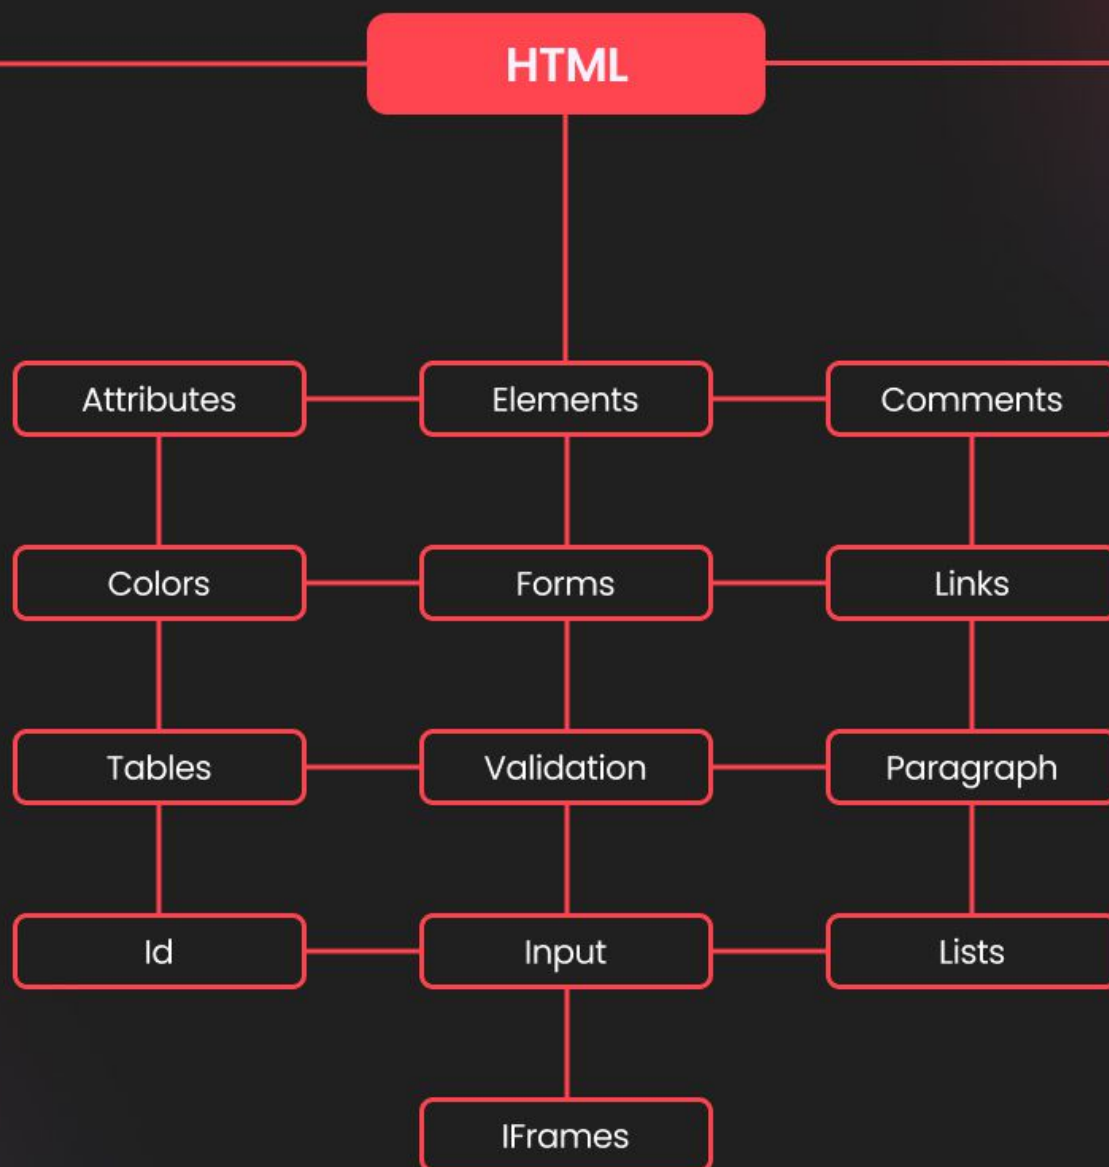 HTML
Attributes
Elements
Comments
Colors
Forms
Links
Tables
Validation
Paragraph
Id
Input
Lists
IFrames